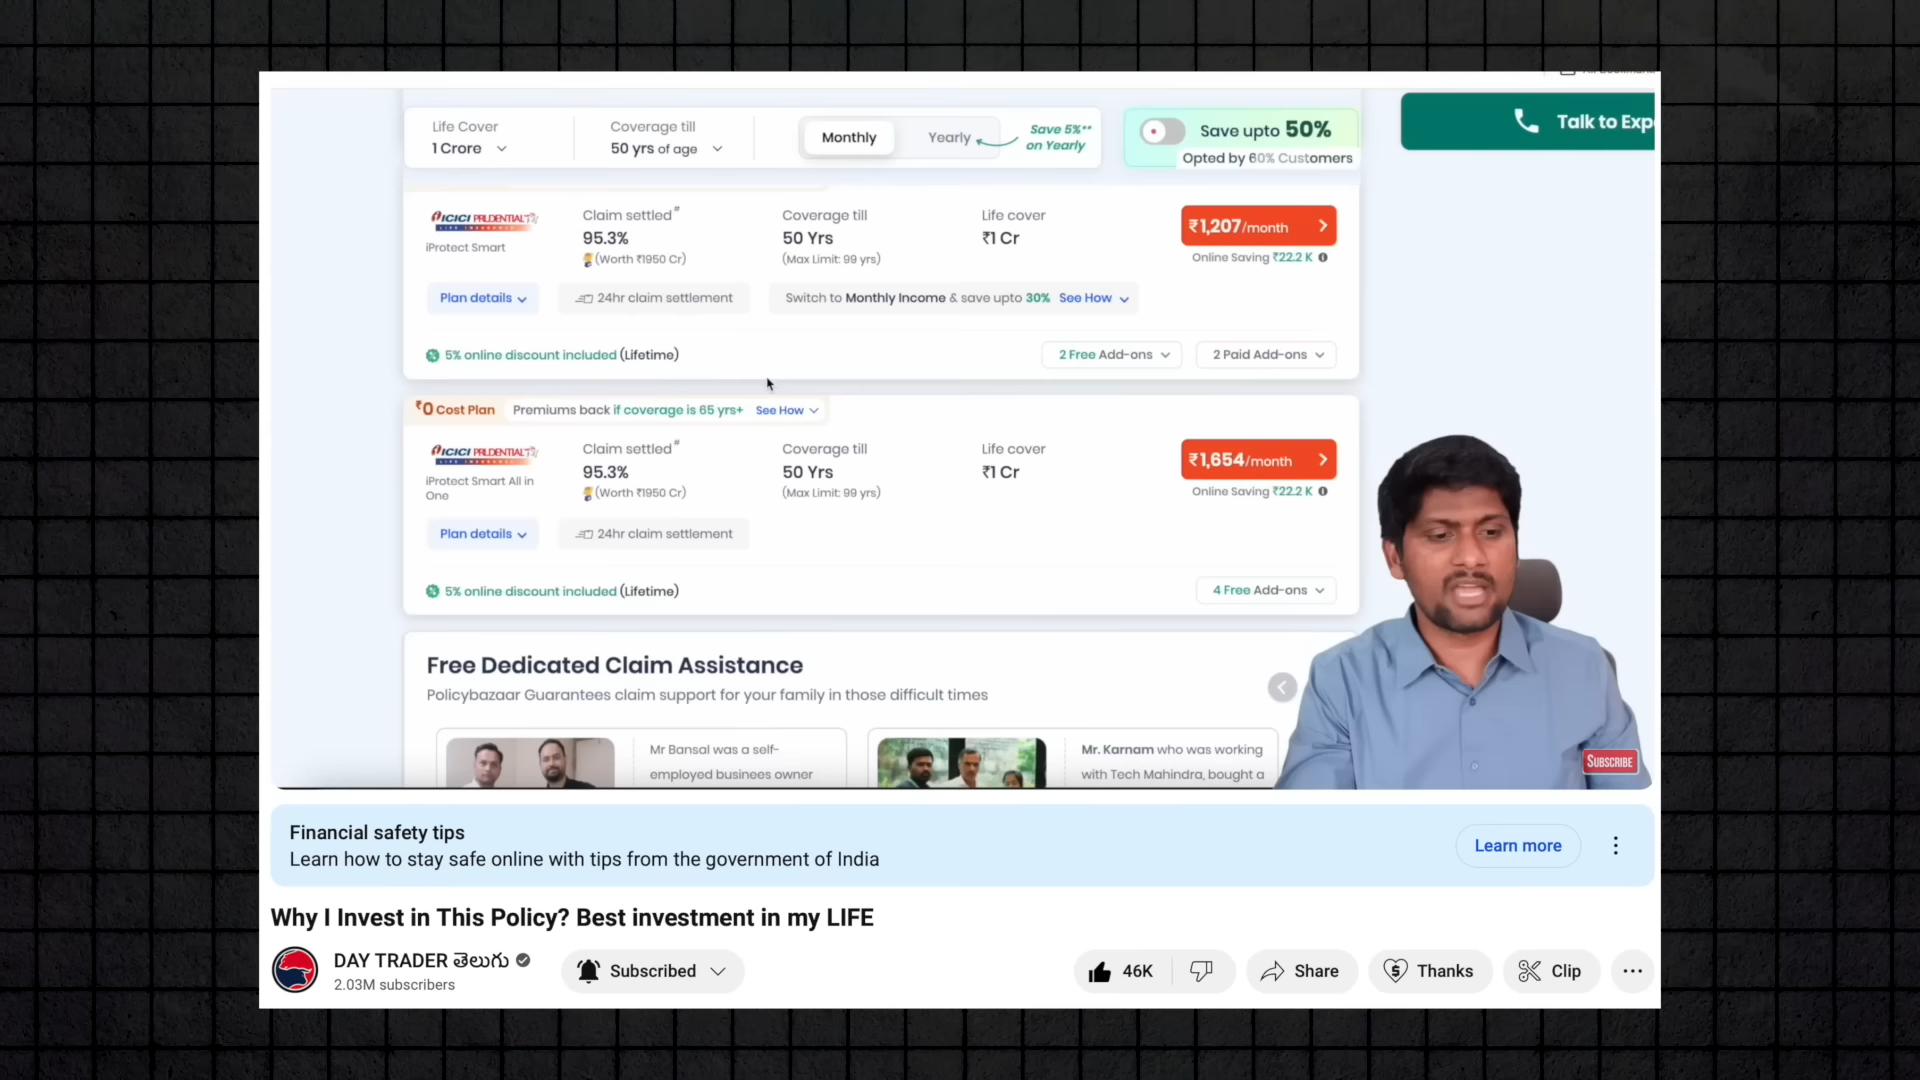 Life Cover
1 Crore
Coverage till
50 yrs of age
Monthly
Yearly
Save 5%**
on Yearly
Save upto 50%
Opted by 60% Customers
Talk to Exp
ICICI PRUDENTIAL
LIFE INSURANCE
iProtect Smart
Claim settled#
95.3%
(Worth ₹1950 Cr)
Coverage till
50 Yrs
(Max Limit: 99 yrs)
Life cover
₹1 Cr
₹1,207/month
Online Saving ₹22.2 K
Plan details
24hr claim settlement
Switch to Monthly Income & save upto 30% See How
5% online discount included (Lifetime)
2 Free Add-ons
2 Paid Add-ons
₹0 Cost Plan
Premiums back if coverage is 65 yrs+ See How
ICICI PRUDENTIAL
LIFE INSURANCE
iProtect Smart All in
One
Claim settled#
95.3%
(Worth ₹1950 Cr)
Coverage till
50 Yrs
(Max Limit: 99 yrs)
Life cover
₹1 Cr
₹1,654/month
Online Saving ₹22.2 K
Plan details
24hr claim settlement
5% online discount included (Lifetime)
4 Free Add-ons
Free Dedicated Claim Assistance
Policybazaar Guarantees claim support for your family in those difficult times
Mr Bansal was a self-
employed businees owner
Mr. Karnam who was working
with Tech Mahindra, bought a
SUBSCRIBE
Financial safety tips
Learn how to stay safe online with tips from the government of India
Learn more
Why I Invest in This Policy? Best investment in my LIFE
DAY TRADER తెలుగు
2.03M subscribers
Subscribed
46K
Share
Thanks
Clip